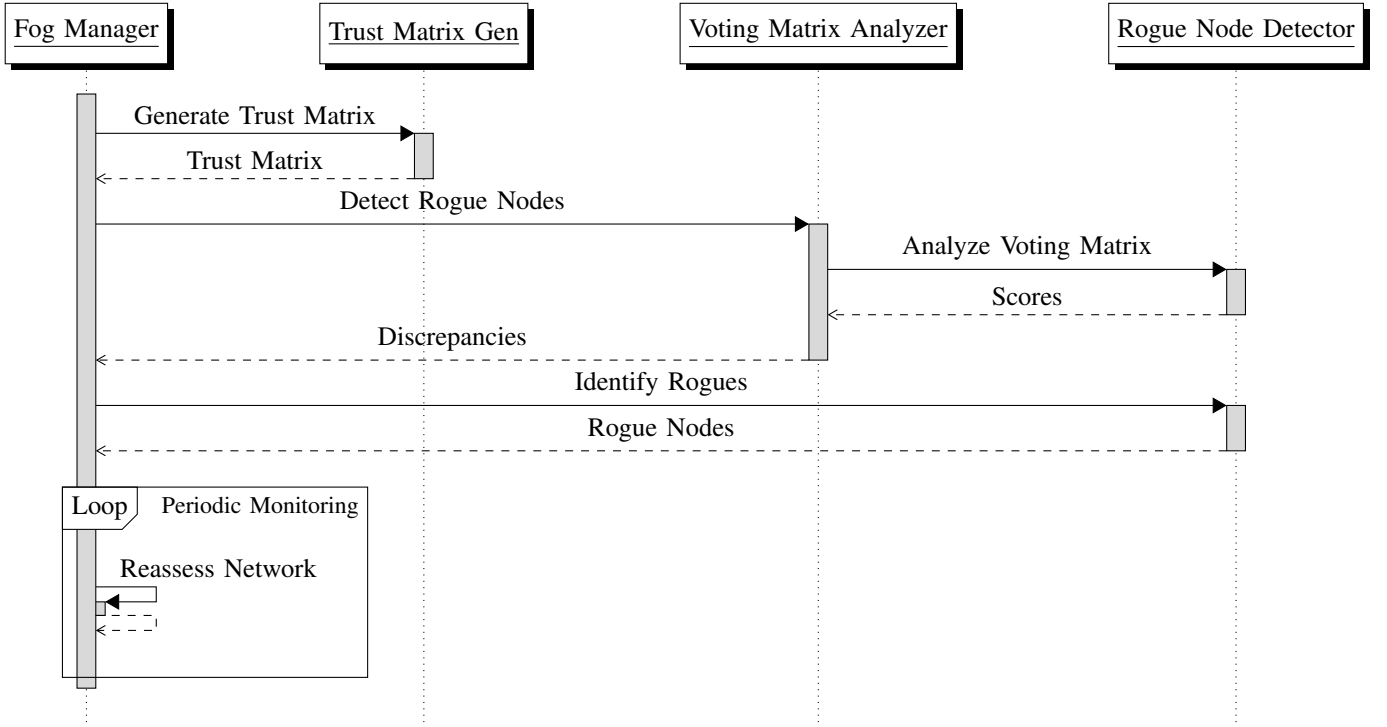 Fog Manager
Trust Matrix Gen
Voting Matrix Analyzer
Rogue Node Detector
Generate Trust Matrix
Trust Matrix
Detect Rogue Nodes
Analyze Voting Matrix
Scores
Discrepancies
Identify Rogues
Rogue Nodes
Loop
Periodic Monitoring
Reassess Network